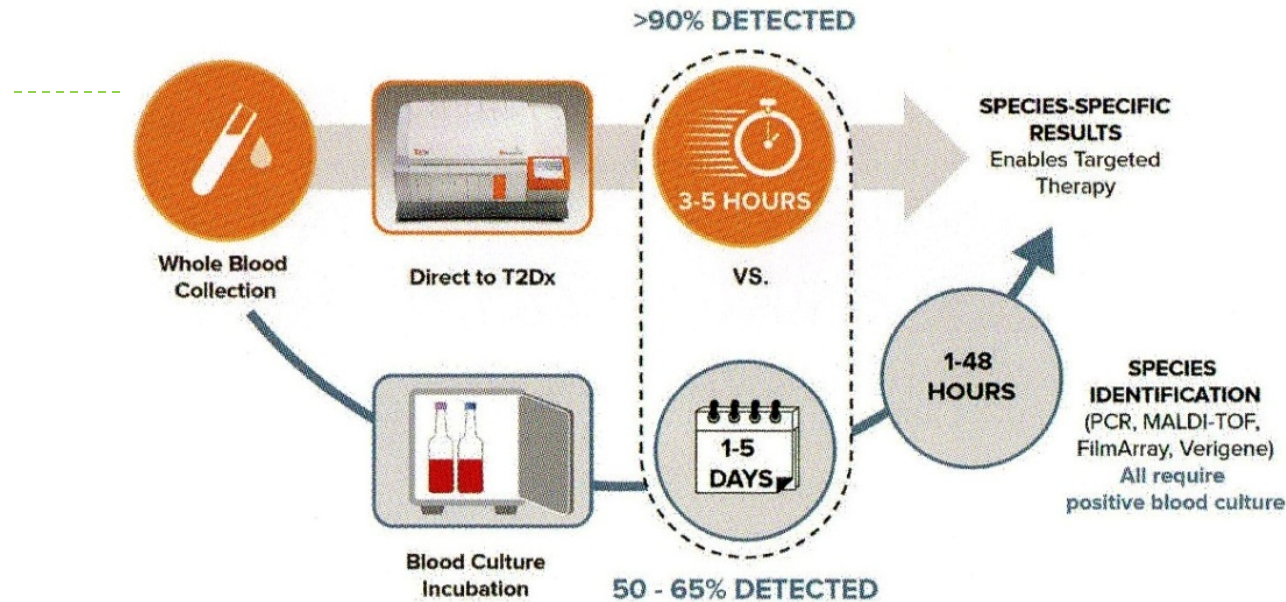 >90% DETECTED
3-5 HOURS
SPECIES-SPECIFIC
RESULTS
Enables Targeted
Therapy
Whole Blood
Collection
Direct to T2Dx
VS.
1-5
DAYS
1-48
HOURS
SPECIES
IDENTIFICATION
(PCR, MALDI-TOF,
FilmArray, Verigene)
All require
positive blood culture
Blood Culture
Incubation
50 - 65% DETECTED